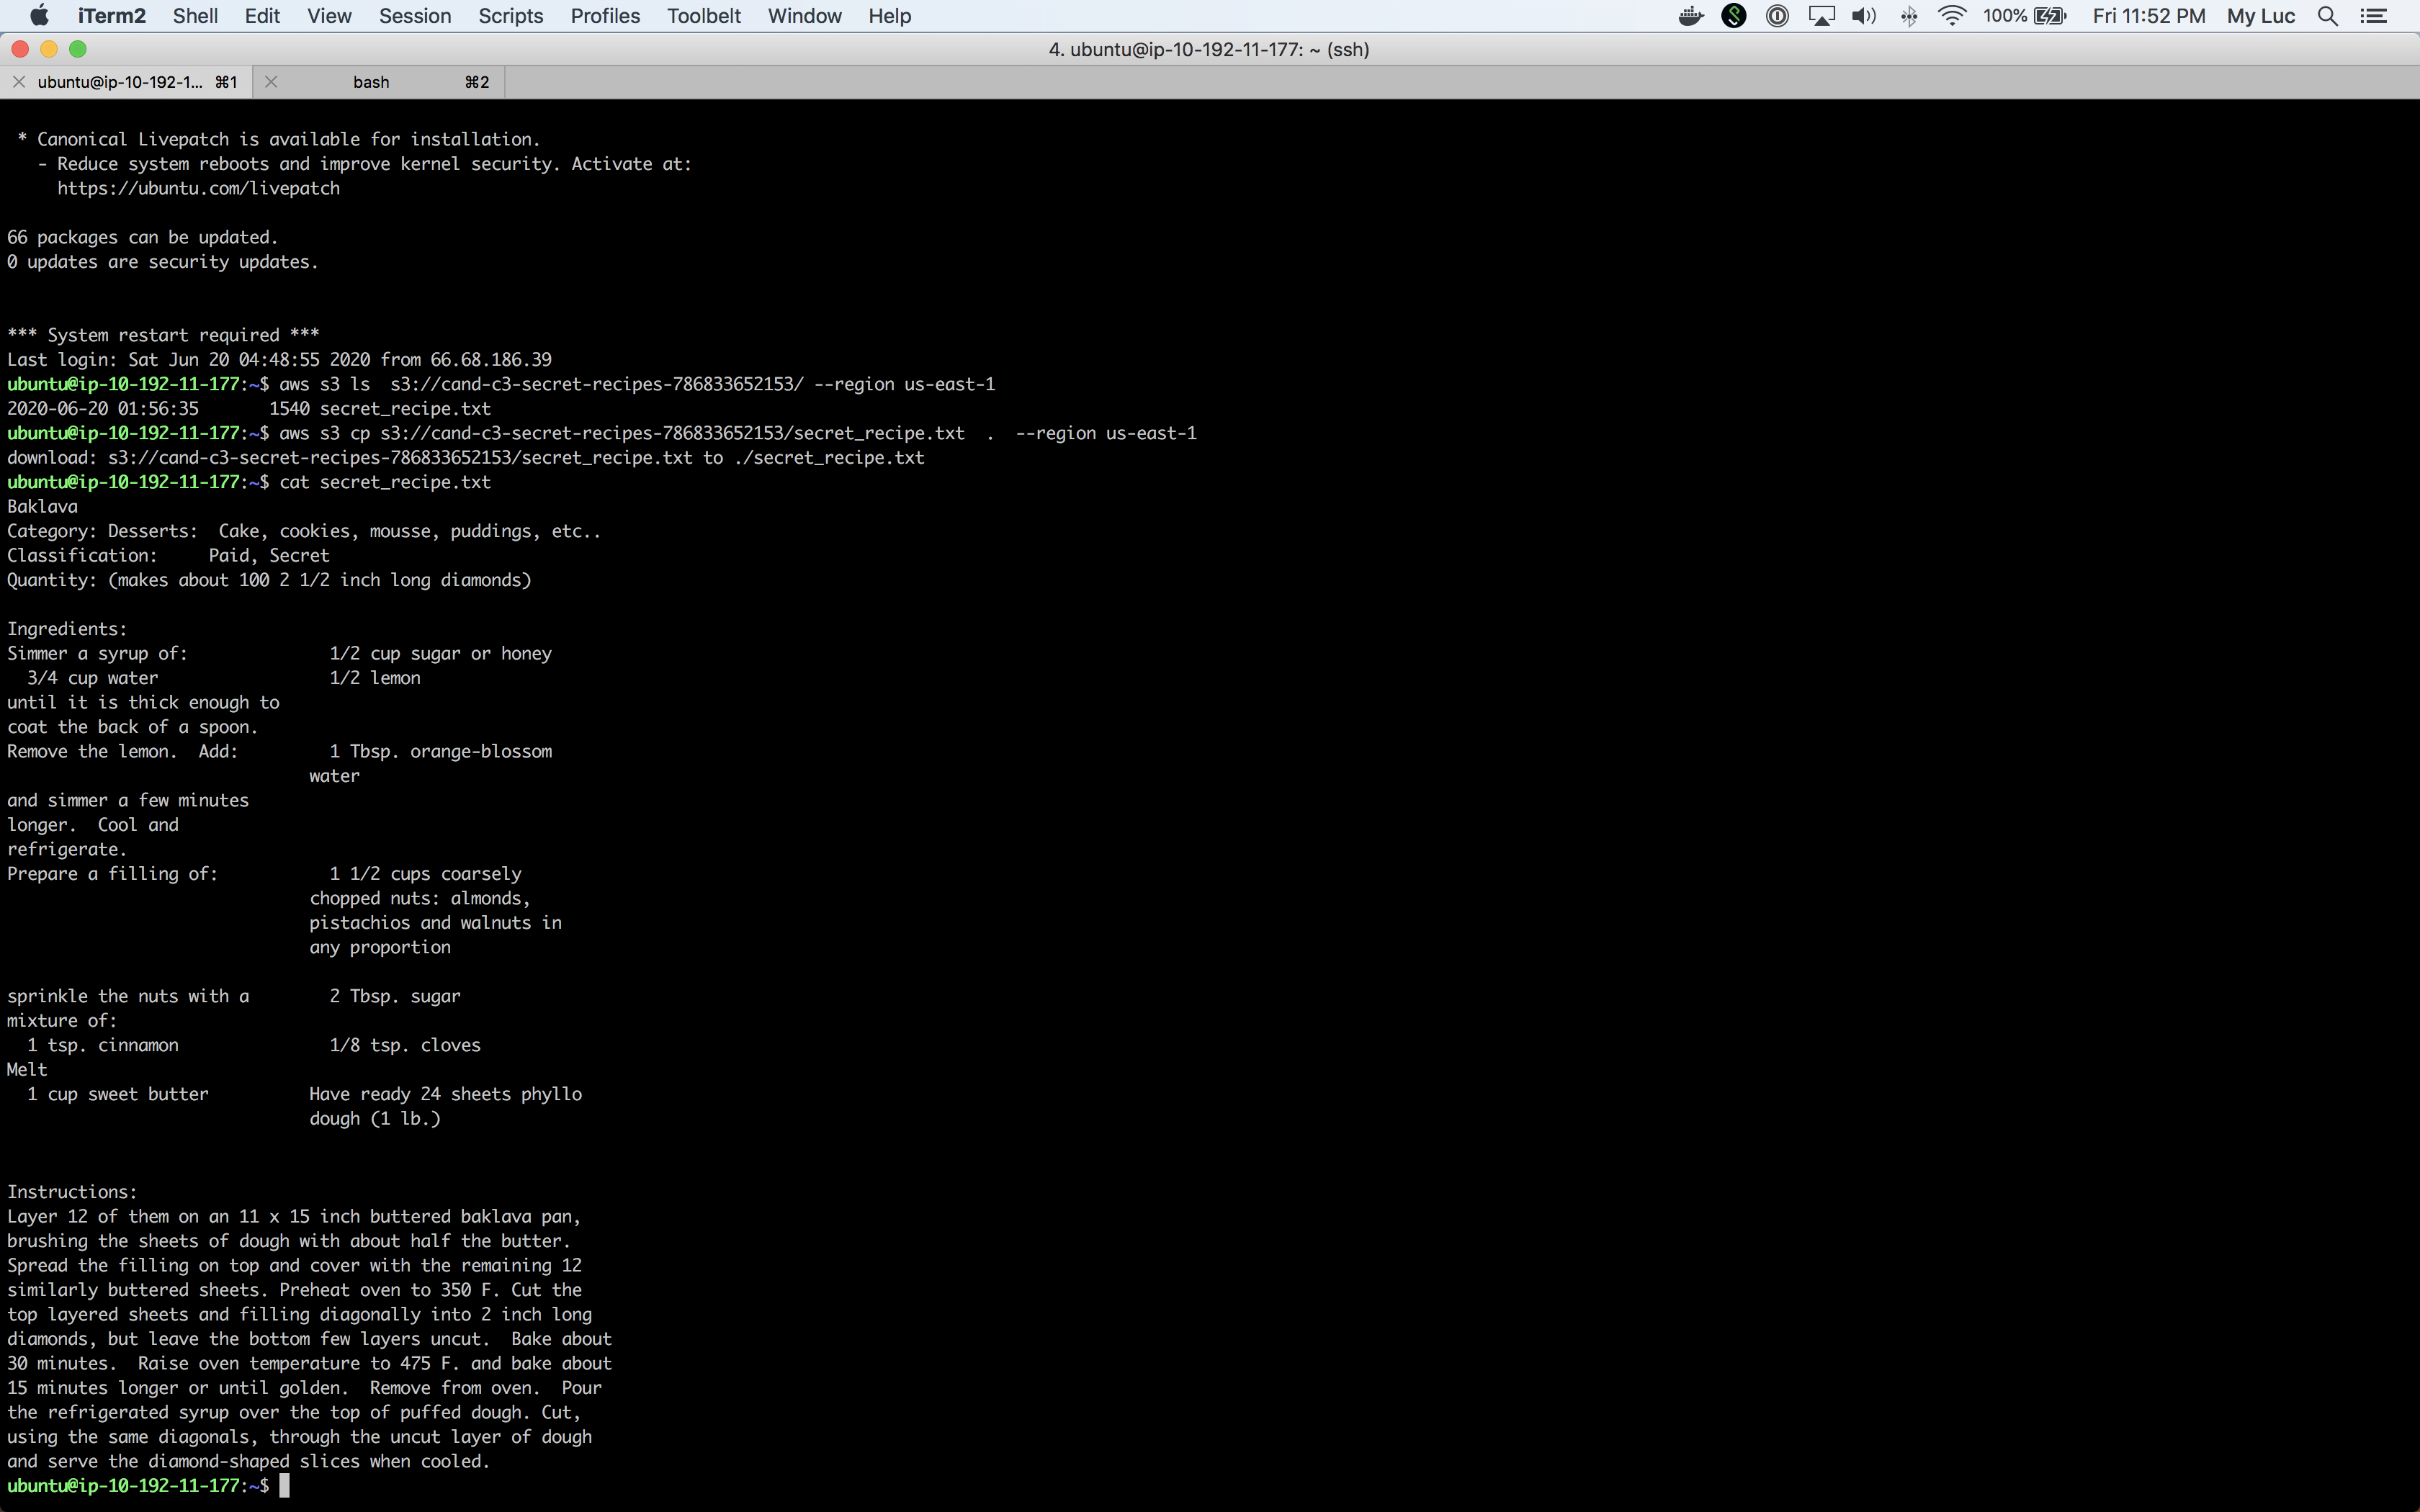 iTerm2 Shell Edit View Session Scripts Profiles Toolbelt Window Help 100% Fri 11:52 PM My Luc
4. ubuntu@ip-10-192-11-177: ~ (ssh)
ubuntu@ip-10-192-1... ⌘1 bash ⌘2
 * Canonical Livepatch is available for installation.
   - Reduce system reboots and improve kernel security. Activate at:
     https://ubuntu.com/livepatch
66 packages can be updated.
0 updates are security updates.
*** System restart required ***
Last login: Sat Jun 20 04:48:55 2020 from 66.68.186.39
ubuntu@ip-10-192-11-177:~$ aws s3 ls  s3://cand-c3-secret-recipes-786833652153/ --region us-east-1
2020-06-20 01:56:35       1540 secret_recipe.txt
ubuntu@ip-10-192-11-177:~$ aws s3 cp s3://cand-c3-secret-recipes-786833652153/secret_recipe.txt  .  --region us-east-1
download: s3://cand-c3-secret-recipes-786833652153/secret_recipe.txt to ./secret_recipe.txt
ubuntu@ip-10-192-11-177:~$ cat secret_recipe.txt
Baklava
Category: Desserts:  Cake, cookies, mousse, puddings, etc..
Classification:     Paid, Secret
Quantity: (makes about 100 2 1/2 inch long diamonds)
Ingredients:
Simmer a syrup of:              1/2 cup sugar or honey
  3/4 cup water                 1/2 lemon
until it is thick enough to
coat the back of a spoon.
Remove the lemon.  Add:         1 Tbsp. orange-blossom
                              water
and simmer a few minutes
longer.  Cool and
refrigerate.
Prepare a filling of:           1 1/2 cups coarsely
                              chopped nuts: almonds,
                              pistachios and walnuts in
                              any proportion
sprinkle the nuts with a        2 Tbsp. sugar
mixture of:
  1 tsp. cinnamon               1/8 tsp. cloves
Melt
  1 cup sweet butter          Have ready 24 sheets phyllo
                              dough (1 lb.)
Instructions:
Layer 12 of them on an 11 x 15 inch buttered baklava pan,
brushing the sheets of dough with about half the butter.
Spread the filling on top and cover with the remaining 12
similarly buttered sheets. Preheat oven to 350 F. Cut the
top layered sheets and filling diagonally into 2 inch long
diamonds, but leave the bottom few layers uncut.  Bake about
30 minutes.  Raise oven temperature to 475 F. and bake about
15 minutes longer or until golden.  Remove from oven.  Pour
the refrigerated syrup over the top of puffed dough. Cut,
using the same diagonals, through the uncut layer of dough
and serve the diamond-shaped slices when cooled.
ubuntu@ip-10-192-11-177:~$